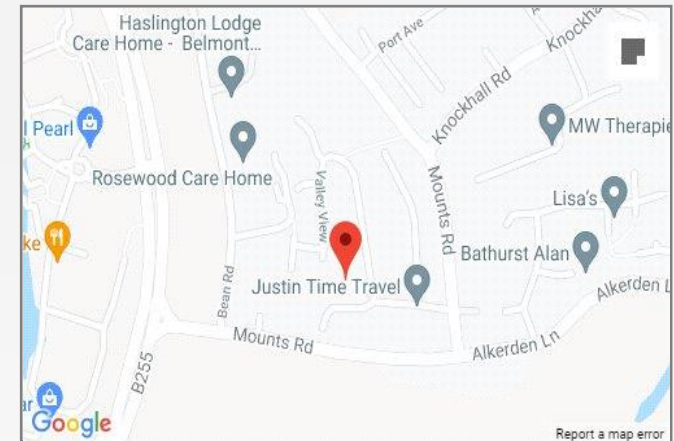 Haslington Lodge
Care Home - Belmont...
Port Ave
Knockha
Knockhall Rd
l Pearl
MW Therapie
Rosewood Care Home
Valley View
Mounts Rd
Lisa's
ke
Bathurst Alan
Bean Rd
Justin Time Travel
Alkerden L
Mounts Rd
Alkerden Ln
B255
ar
Google
Report a map error